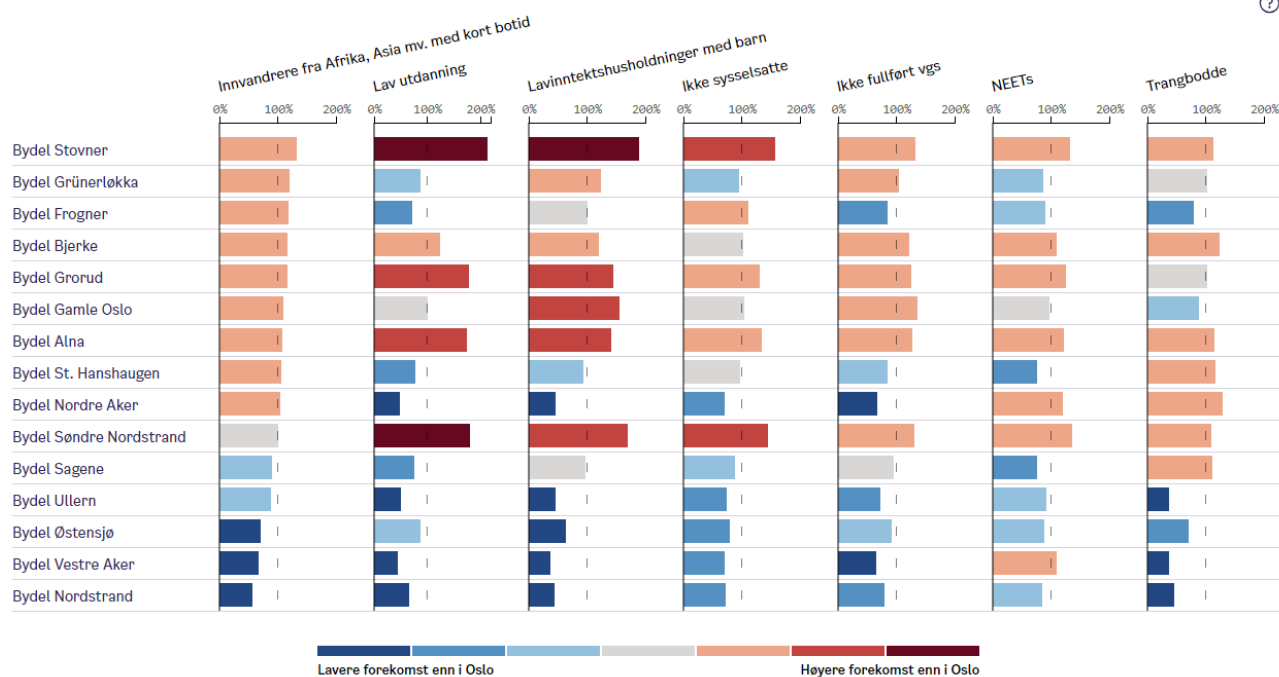 ?
Innvandrere fra Afrika, Asia mv. med kort botid
Lav utdanning
Lavinntektshusholdninger med barn
Ikke sysselsatte
Ikke fullført vgs
NEETs
Trangbodde
0% 100% 200% 0% 100% 200% 0% 100% 200% 0% 100% 200% 0% 100% 200% 0% 100% 200% 0% 100% 200%
Bydel Stovner
Bydel Grünerløkka
Bydel Frogner
Bydel Bjerke
Bydel Grorud
Bydel Gamle Oslo
Bydel Alna
Bydel St. Hanshaugen
Bydel Nordre Aker
Bydel Søndre Nordstrand
Bydel Sagene
Bydel Ullern
Bydel Østensjø
Bydel Vestre Aker
Bydel Nordstrand
Lavere forekomst enn i Oslo Høyere forekomst enn i Oslo